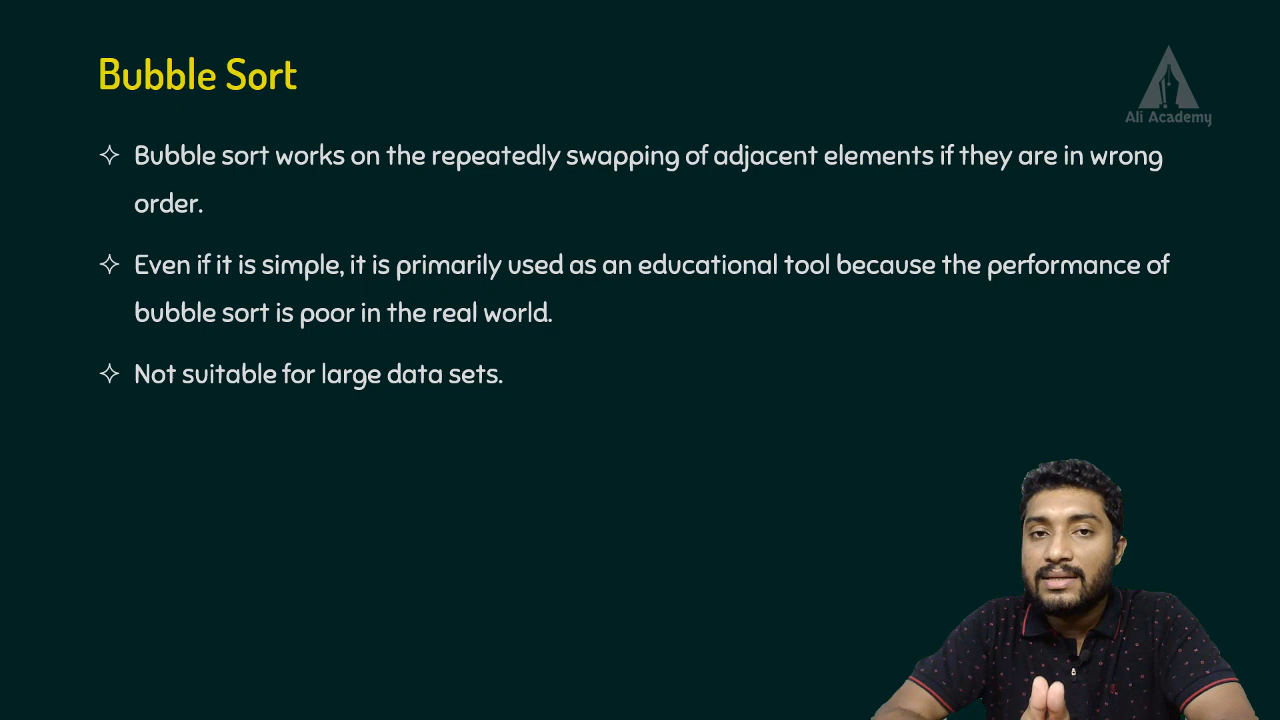 Bubble Sort
Ali Academy
✧ Bubble sort works on the repeatedly swapping of adjacent elements if they are in wrong
order.
✧ Even if it is simple, it is primarily used as an educational tool because the performance of
bubble sort is poor in the real world.
✧ Not suitable for large data sets.